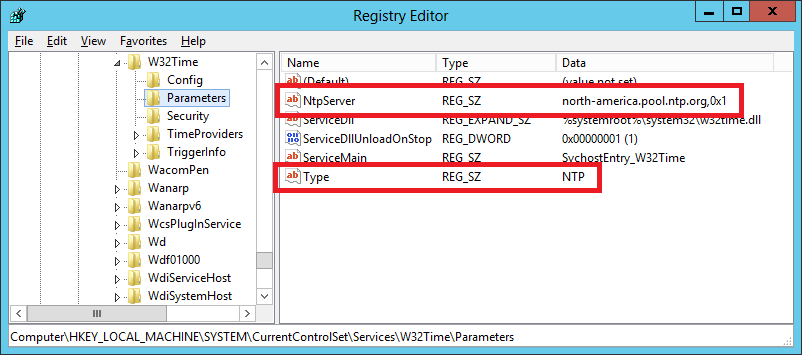 Registry Editor
File Edit View Favorites Help
W32Time
Config
Parameters
Security
TimeProviders
TriggerInfo
WacomPen
Wanarp
Wanarpv6
WcsPlugInService
Wd
Wdf01000
WdiServiceHost
WdiSystemHost
Name Type Data
(Default) REG_SZ (value not set)
NtpServer REG_SZ north-america.pool.ntp.org,0x1
ServiceDll REG_EXPAND_SZ %systemroot%\system32\w32time.dll
ServiceDllUnloadOnStop REG_DWORD 0x00000001 (1)
ServiceMain REG_SZ SvchostEntry_W32Time
Type REG_SZ NTP
Computer\HKEY_LOCAL_MACHINE\SYSTEM\CurrentControlSet\Services\W32Time\Parameters